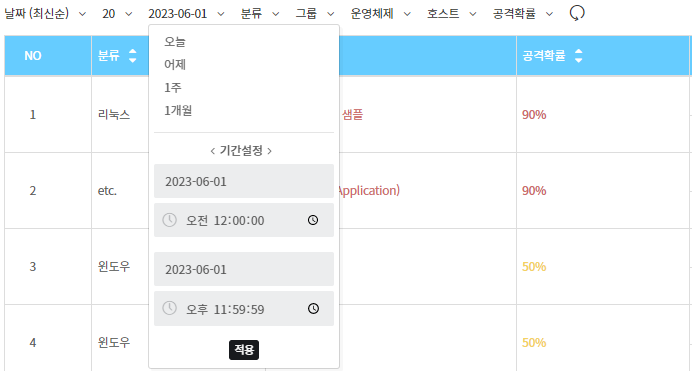 날짜 (최신순) 20 2023-06-01 분류 그룹 운영체제 호스트 공격확률
NO 분류 공격확률
오늘
어제
1주
1개월
< 기간설정 >
2023-06-01
오전 12:00:00
2023-06-01
오후 11:59:59
적용
1 리눅스 샘플 90%
2 etc. Application) 90%
3 윈도우 50%
4 윈도우 50%